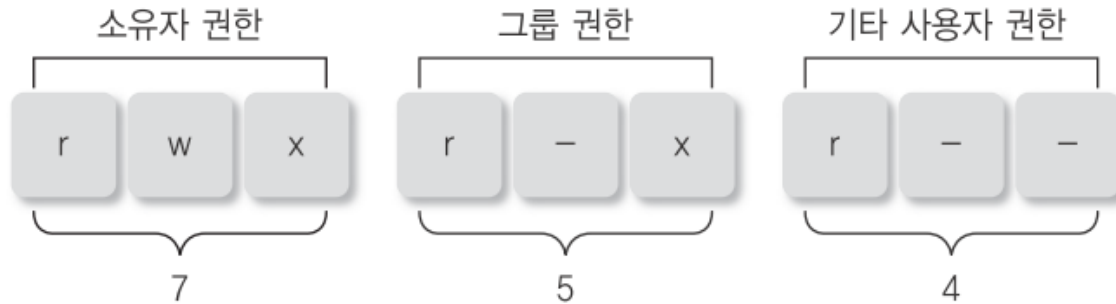 소유자 권한 그룹 권한 기타 사용자 권한
r w x r – x r – –
7 5 4